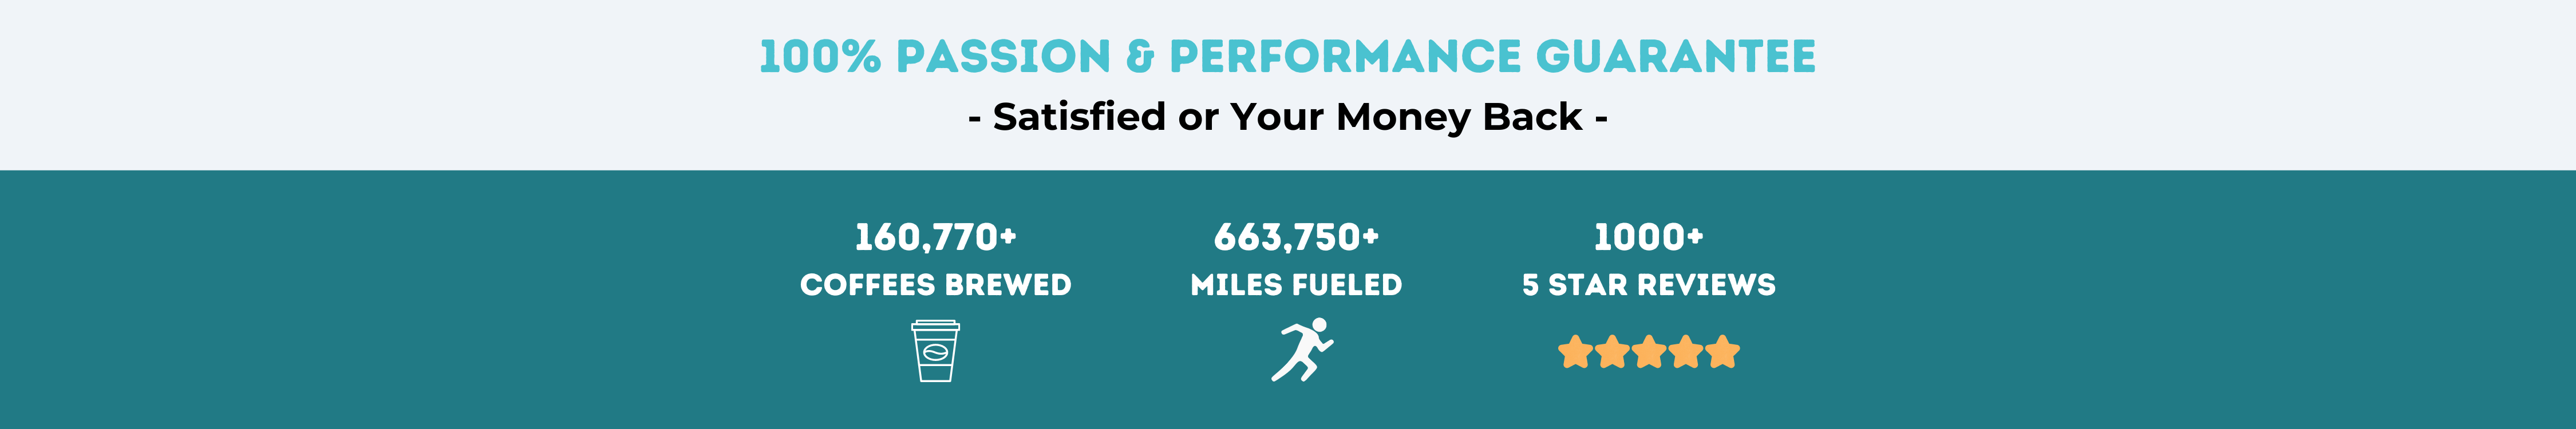 100% PASSION & PERFORMANCE GUARANTEE
- Satisfied or Your Money Back -
160,770+
COFFEES BREWED
663,750+
MILES FUELED
1000+
5 STAR REVIEWS